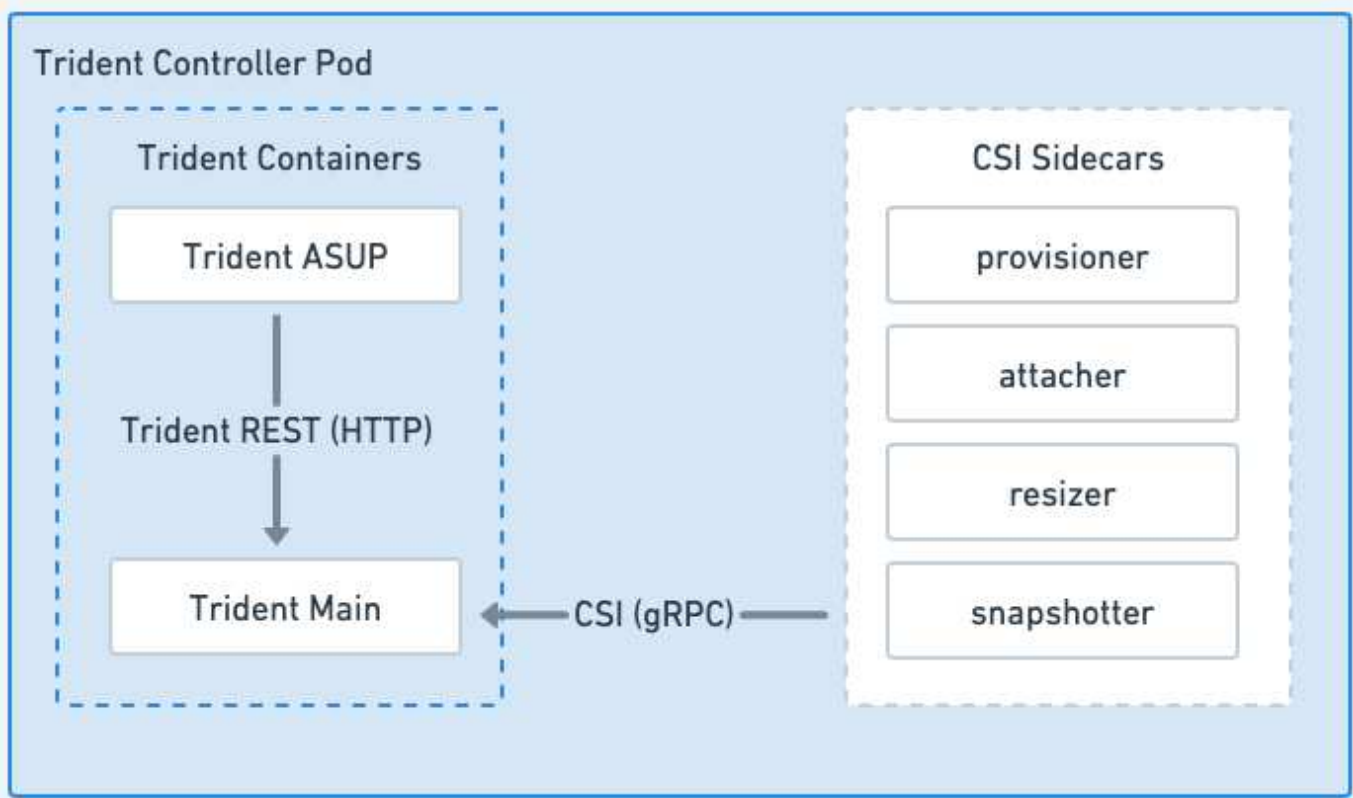 Trident Controller Pod
Trident Containers
Trident ASUP
Trident REST (HTTP)
Trident Main
CSI (gRPC)
CSI Sidecars
provisioner
attacher
resizer
snapshotter